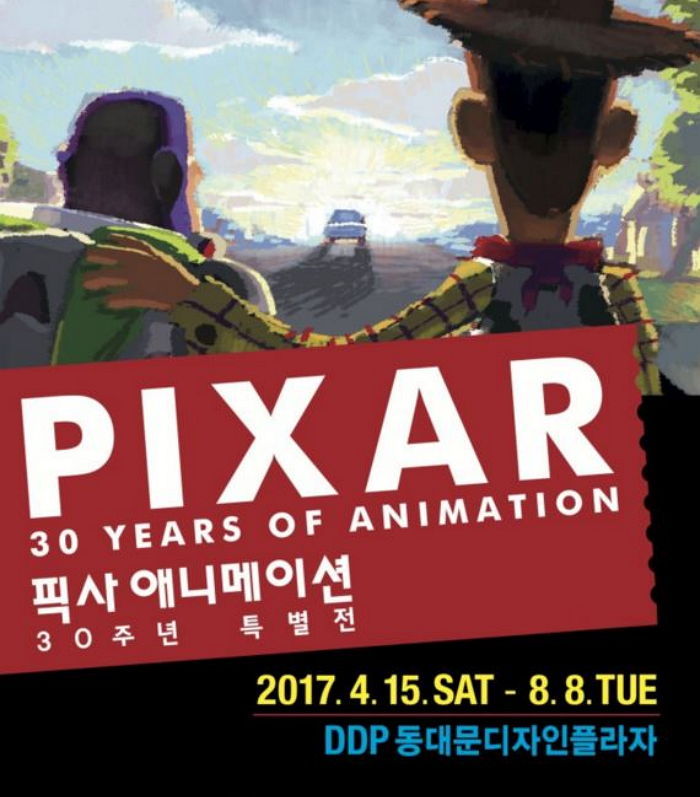 PIXAR
30 YEARS OF ANIMATION
픽사 애니메이션
30주년 특별전
2017. 4. 15. SAT - 8. 8. TUE
DDP 동대문디자인플라자